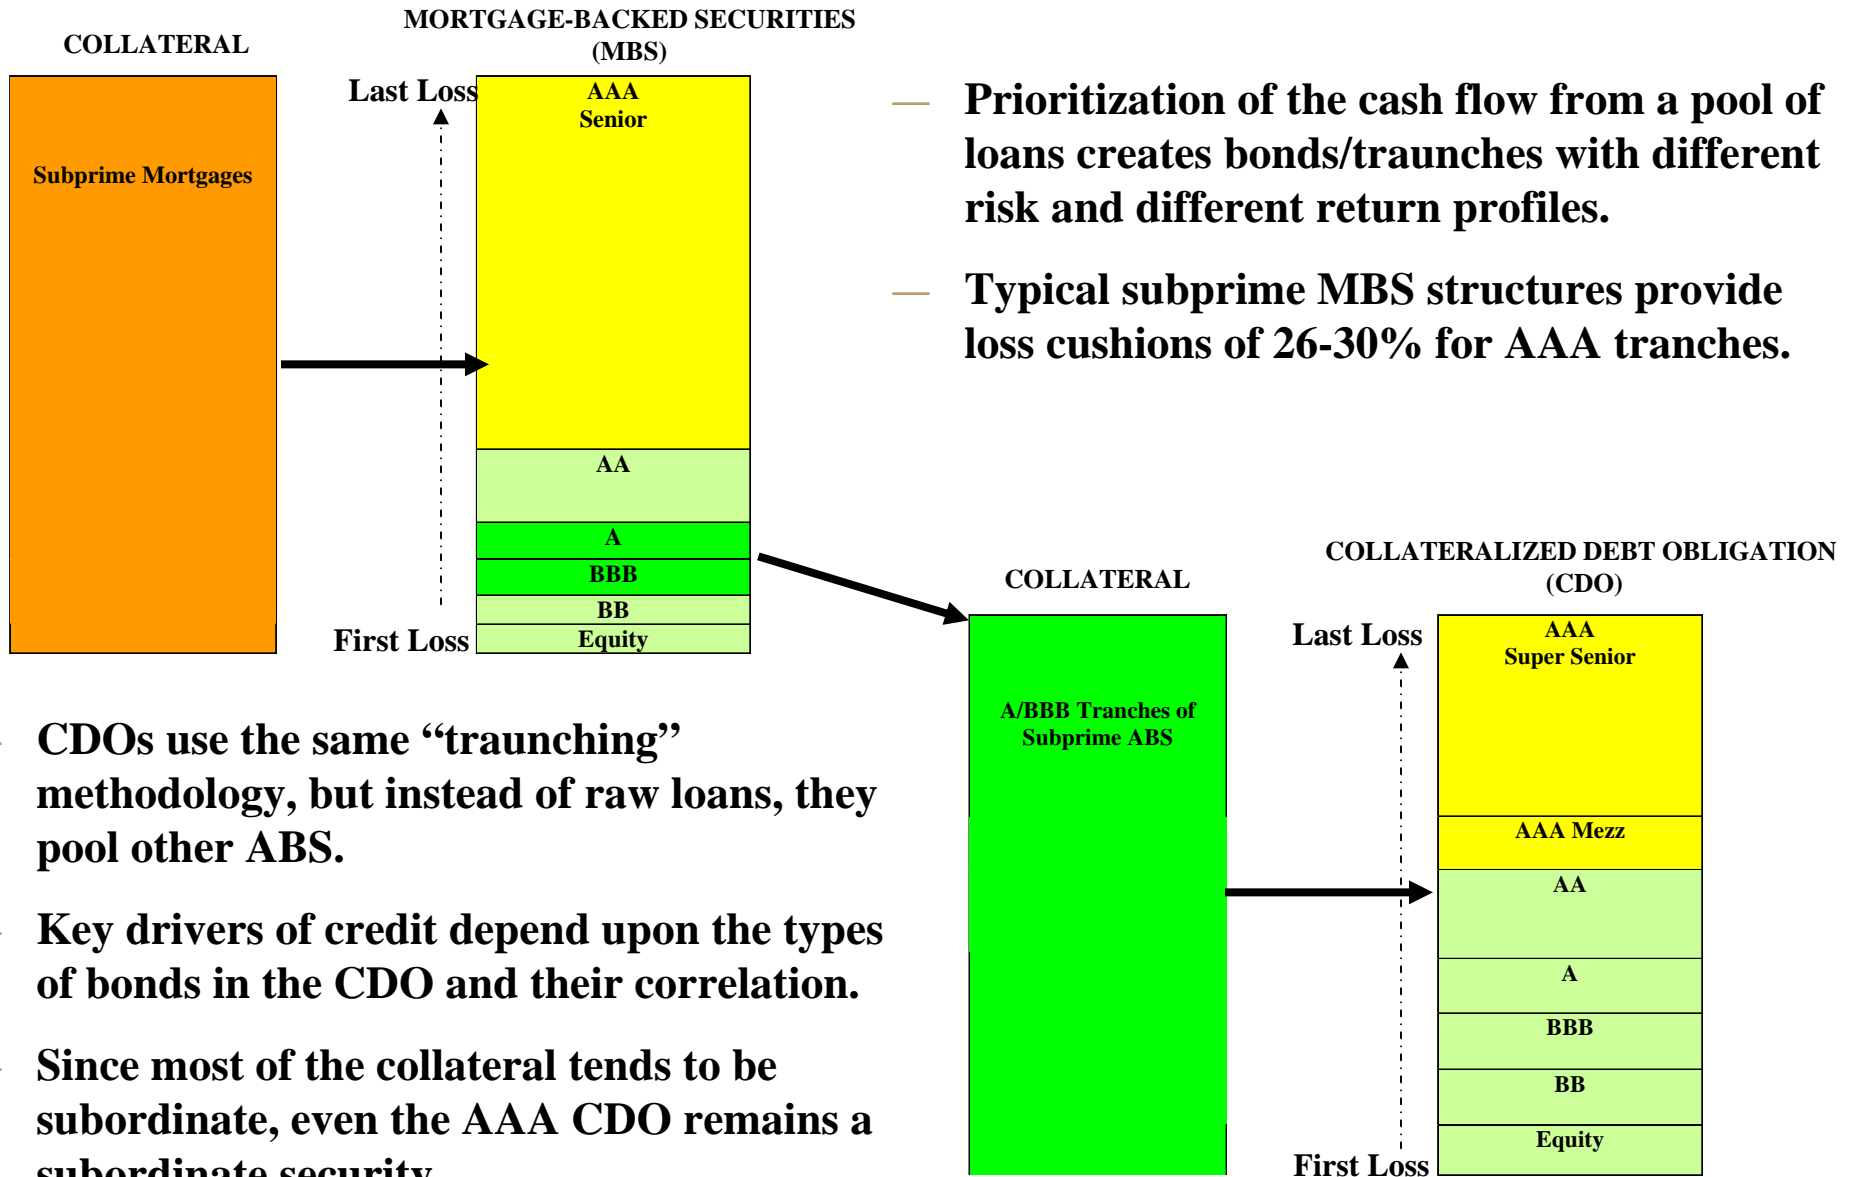 MORTGAGE-BACKED SECURITIES
(MBS)
COLLATERAL
Subprime Mortgages
Last Loss
First Loss
AAA
Senior
AA
A
BBB
BB
Equity
— Prioritization of the cash flow from a pool of
loans creates bonds/traunches with different
risk and different return profiles.
— Typical subprime MBS structures provide
loss cushions of 26-30% for AAA tranches.
CDOs use the same “traunching”
methodology, but instead of raw loans, they
pool other ABS.
Key drivers of credit depend upon the types
of bonds in the CDO and their correlation.
Since most of the collateral tends to be
subordinate, even the AAA CDO remains a
subordinate security
COLLATERAL
A/BBB Tranches of
Subprime ABS
COLLATERALIZED DEBT OBLIGATION
(CDO)
Last Loss
First Loss
AAA
Super Senior
AAA Mezz
AA
A
BBB
BB
Equity